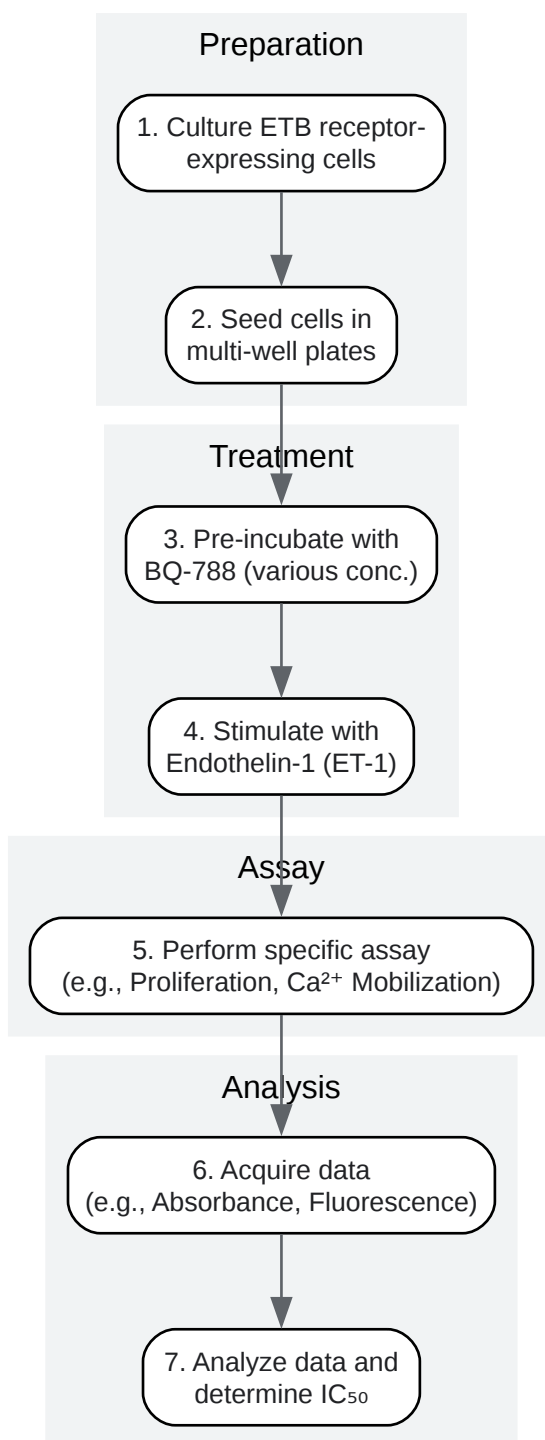 Preparation
1. Culture ETB receptor-
expressing cells
2. Seed cells in
multi-well plates
Treatment
3. Pre-incubate with
BQ-788 (various conc.)
4. Stimulate with
Endothelin-1 (ET-1)
Assay
5. Perform specific assay
(e.g., Proliferation, Ca²⁺ Mobilization)
Analysis
6. Acquire data
(e.g., Absorbance, Fluorescence)
7. Analyze data and
determine IC₅₀